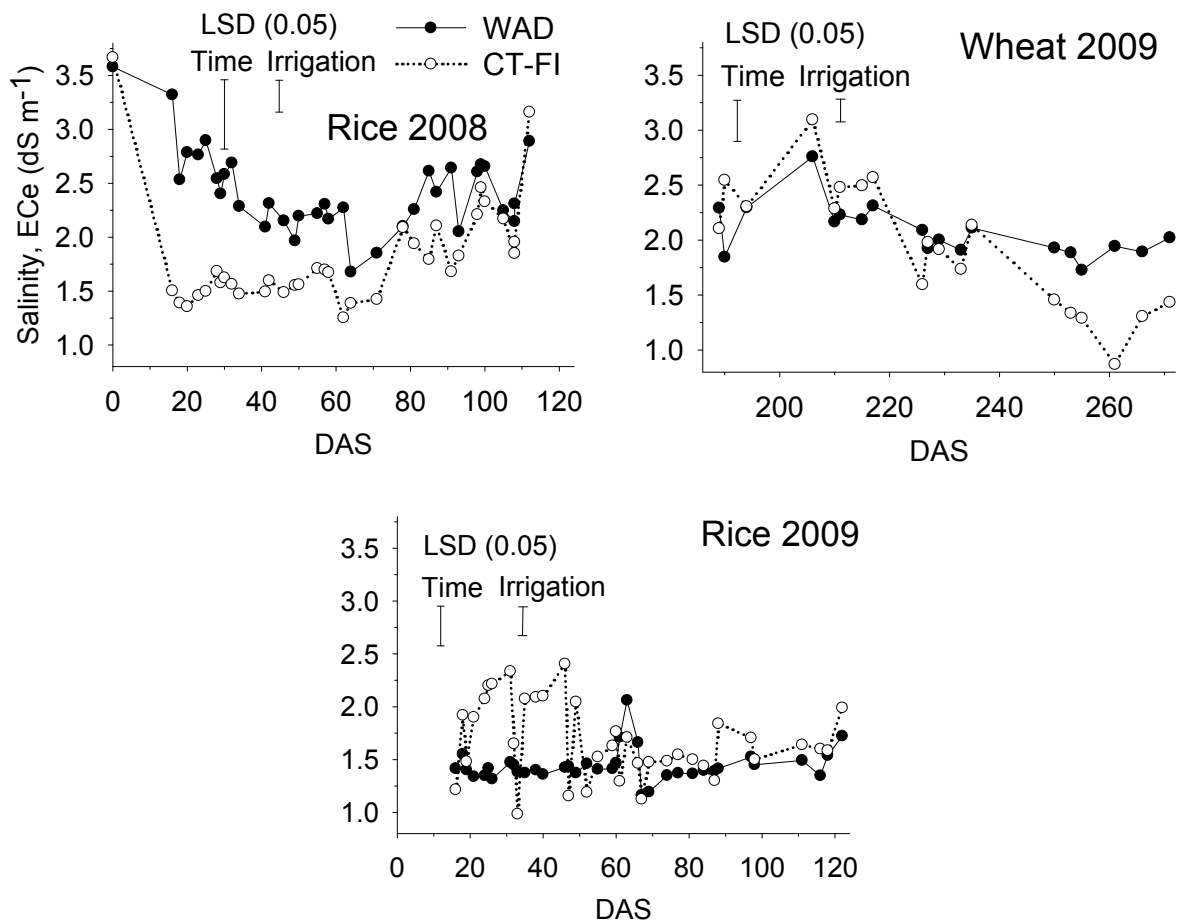 LSD (0.05)
WAD
CT-FI
Time
Irrigation
Rice 2008
Salinity, ECe (dS m-1)
3.5
3.0
2.5
2.0
1.5
1.0
0 20 40 60 80 100 120
DAS
LSD (0.05)
Time
Irrigation
Wheat 2009
3.5
3.0
2.5
2.0
1.5
1.0
200 220 240 260
DAS
LSD (0.05)
Time
Irrigation
Rice 2009
3.5
3.0
2.5
2.0
1.5
1.0
0 20 40 60 80 100 120
DAS